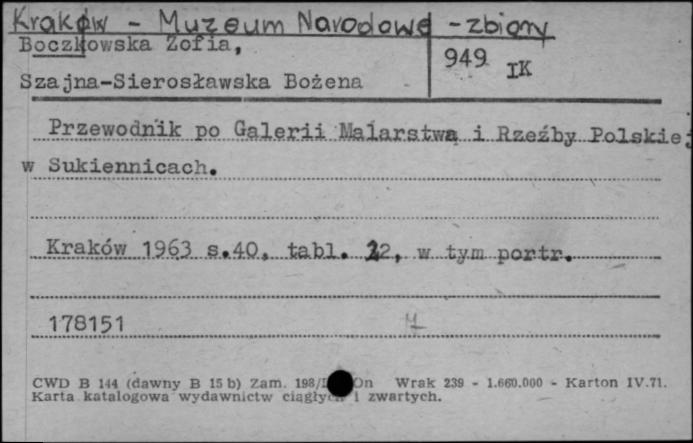 Kraków - Muzeum Narodowe - zbiory
Boczkowska Zofia,
949 IK
Szajna-Sierosławska Bożena
Przewodnik po Galerii Malarstwa i Rzeźby Polskiej
w Sukiennicach.
Kraków 1963 s.40, tabl. 22, w tym portr.
178151
CWD B 144 (dawny B 15 b) Zam. 198/ On Wrak 239 - 1.660.000 - Karton IV.71.
Karta katalogowa wydawnictw ciągłych i zwartych.